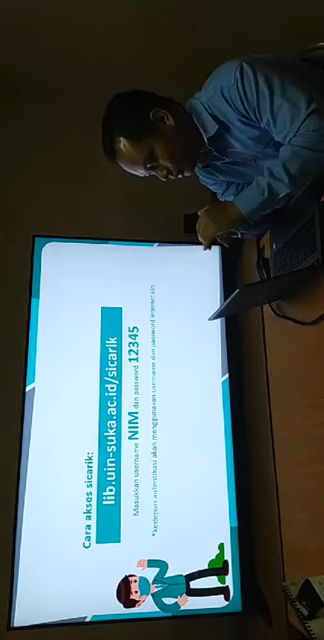 Cara akses sicarik:
lib.uin-suka.ac.id/sicarik
Masukkan username NIM dan password 12345
*kedepan autentikasi akan menggunakan username dan password internet uin